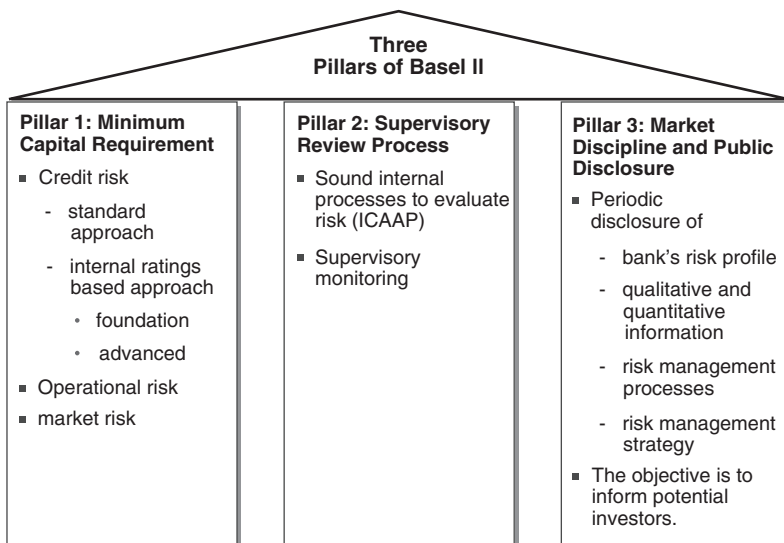 Three
Pillars of Basel II
Pillar 1: Minimum
Capital Requirement
▪ Credit risk
- standard
approach
- internal ratings
based approach
• foundation
• advanced
▪ Operational risk
▪ market risk
Pillar 2: Supervisory
Review Process
▪ Sound internal
processes to evaluate
risk (ICAAP)
▪ Supervisory
monitoring
Pillar 3: Market
Discipline and Public
Disclosure
▪ Periodic
disclosure of
- bank's risk profile
- qualitative and
quantitative
information
- risk management
processes
- risk management
strategy
▪ The objective is to
inform potential
investors.